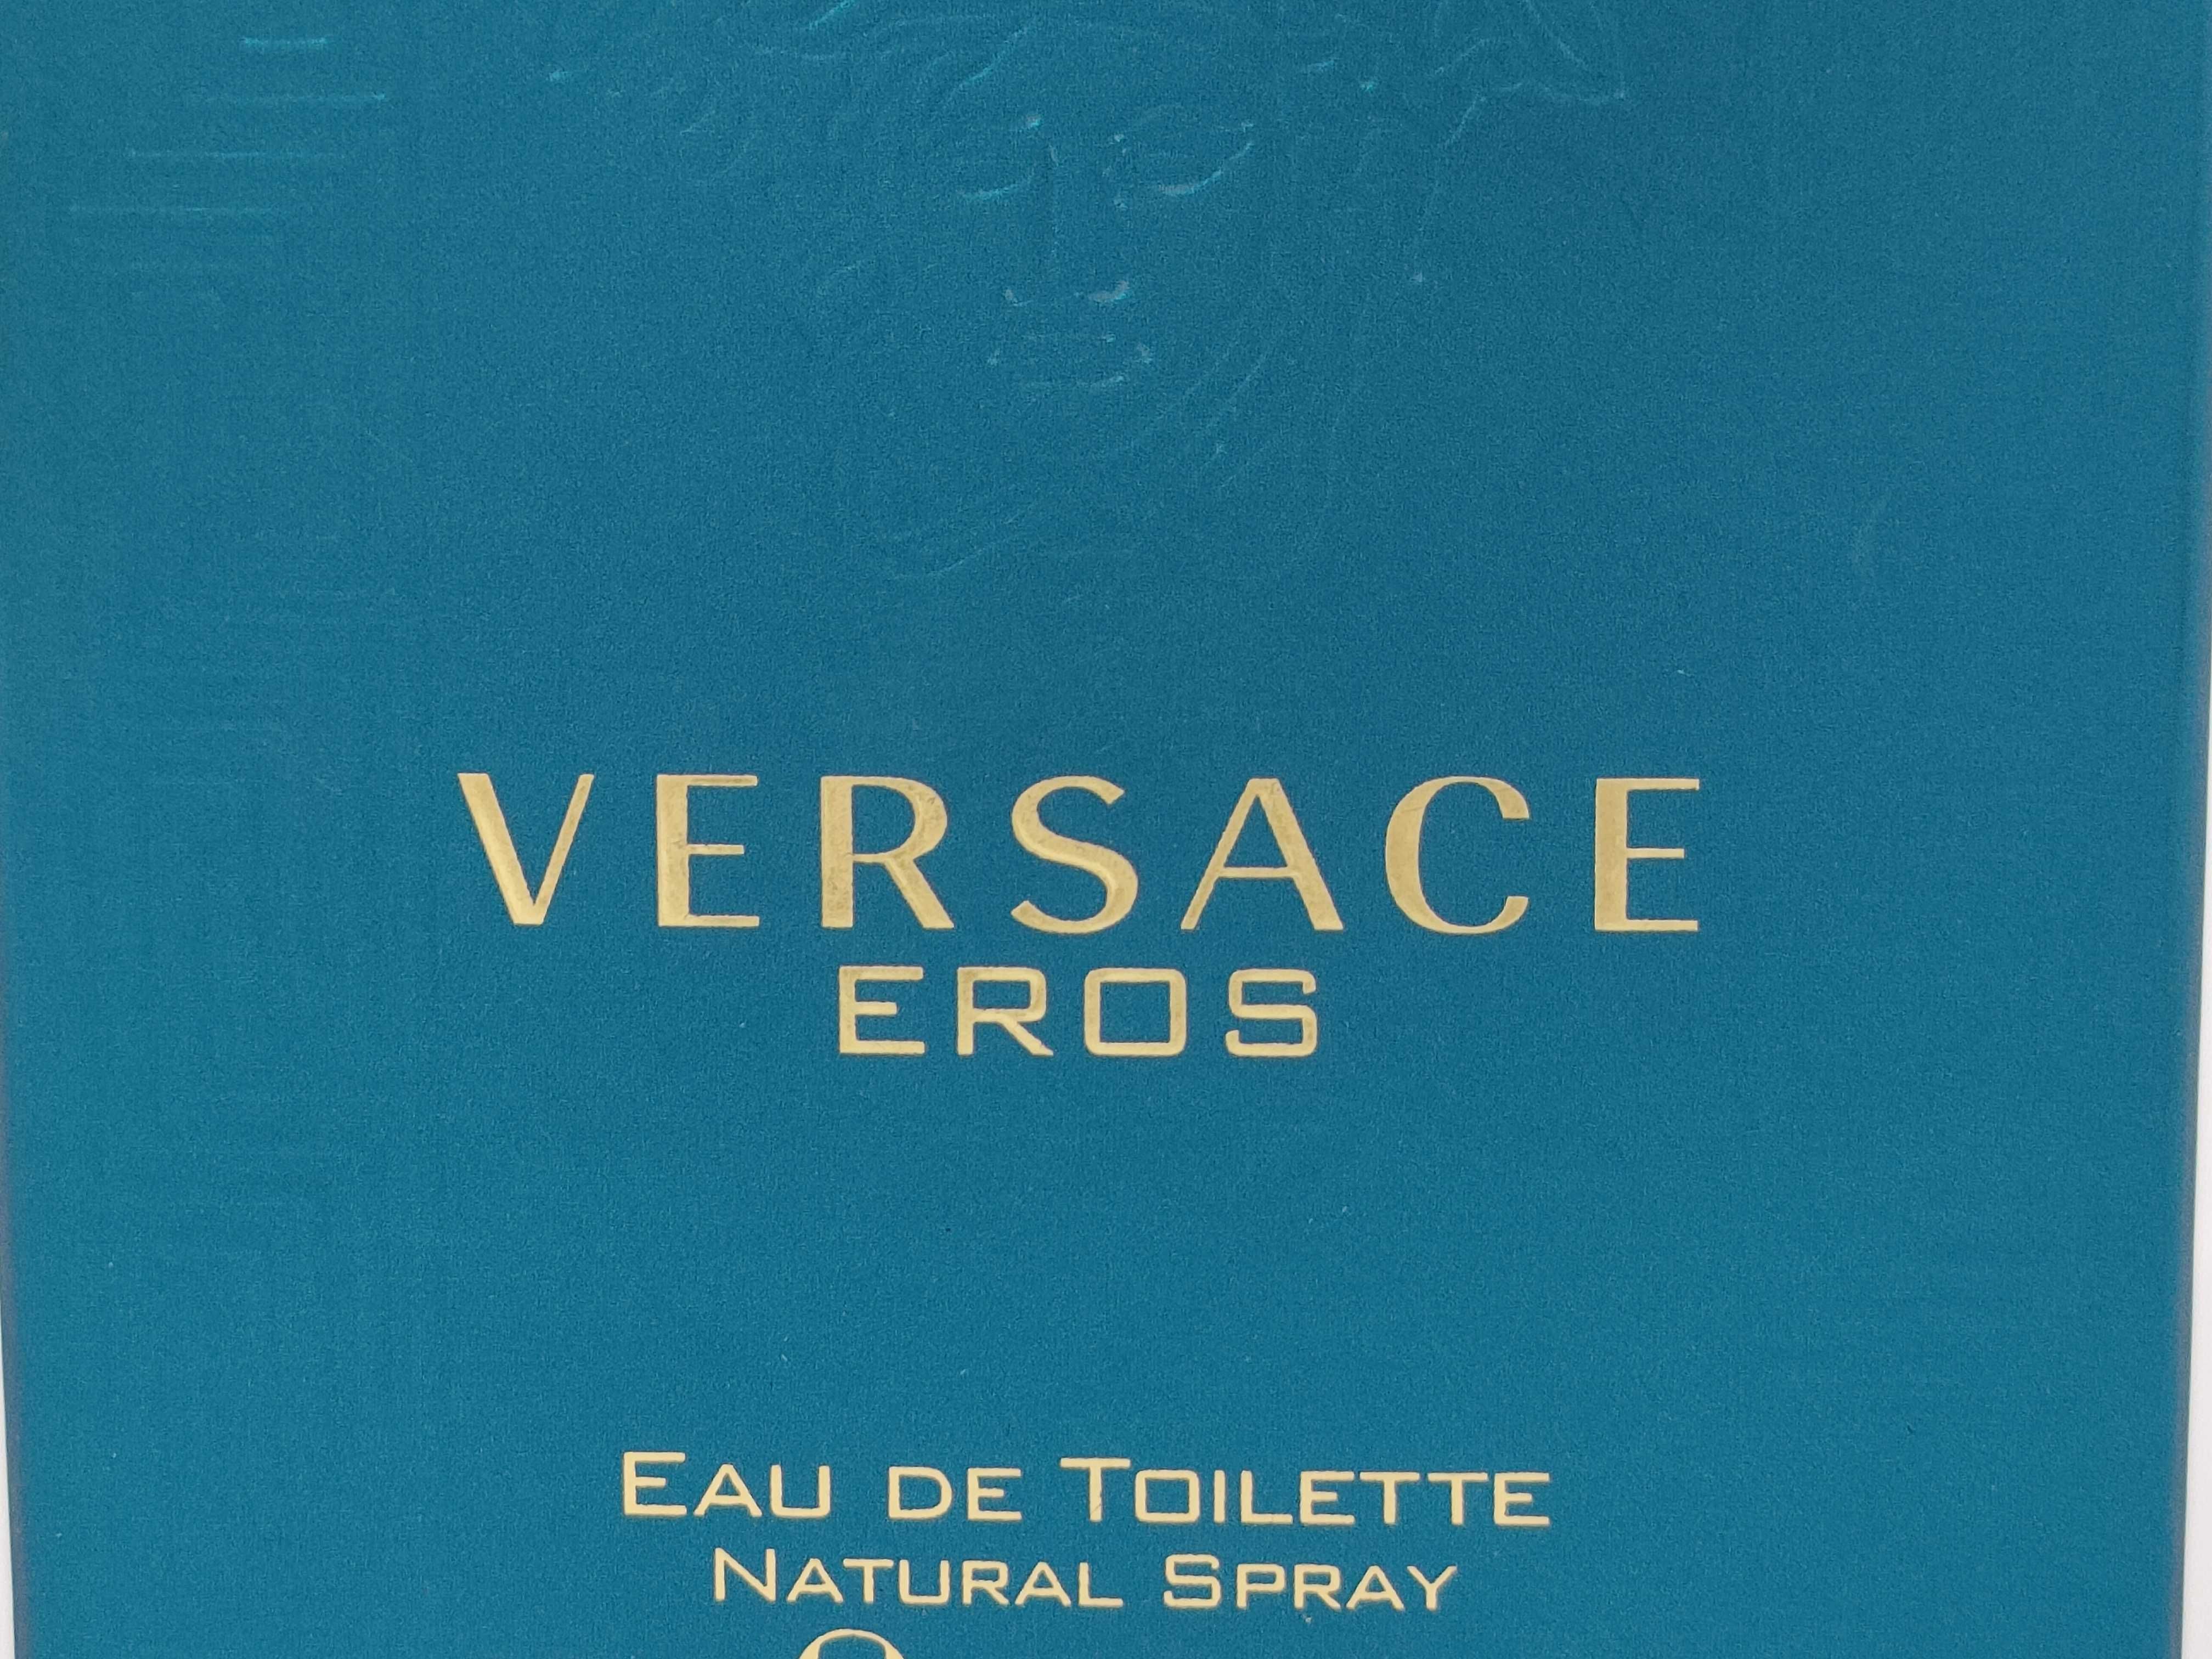 VERSACE
EROS
EAU DE TOILETTE
NATURAL SPRAY